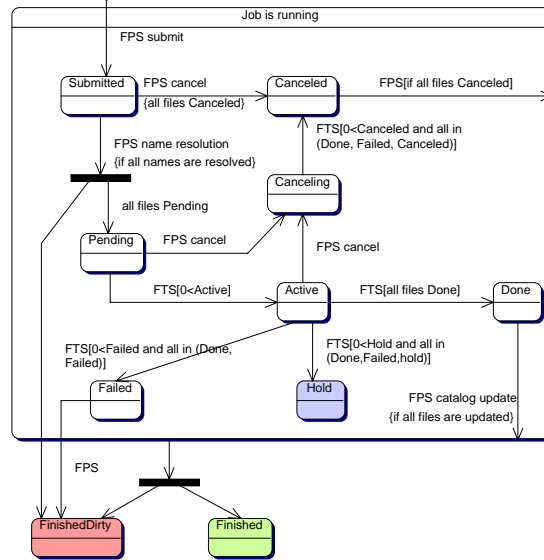 Job is running
FPS submit
Submitted
FPS cancel
{all files Canceled}
Canceled
FPS[if all files Canceled]
FPS name resolution
{if all names are resolved}
FTS[0<Canceled and all in
(Done, Failed, Canceled)]
Canceling
all files Pending
Pending
FPS cancel
FPS cancel
FTS[0<Active]
Active
FTS[all files Done]
Done
FTS[0<Failed and all in (Done,
Failed)]
FTS[0<Hold and all in
(Done,Failed,hold)]
Failed
Hold
FPS catalog update
{if all files are updated}
FPS
FinishedDirty
Finished